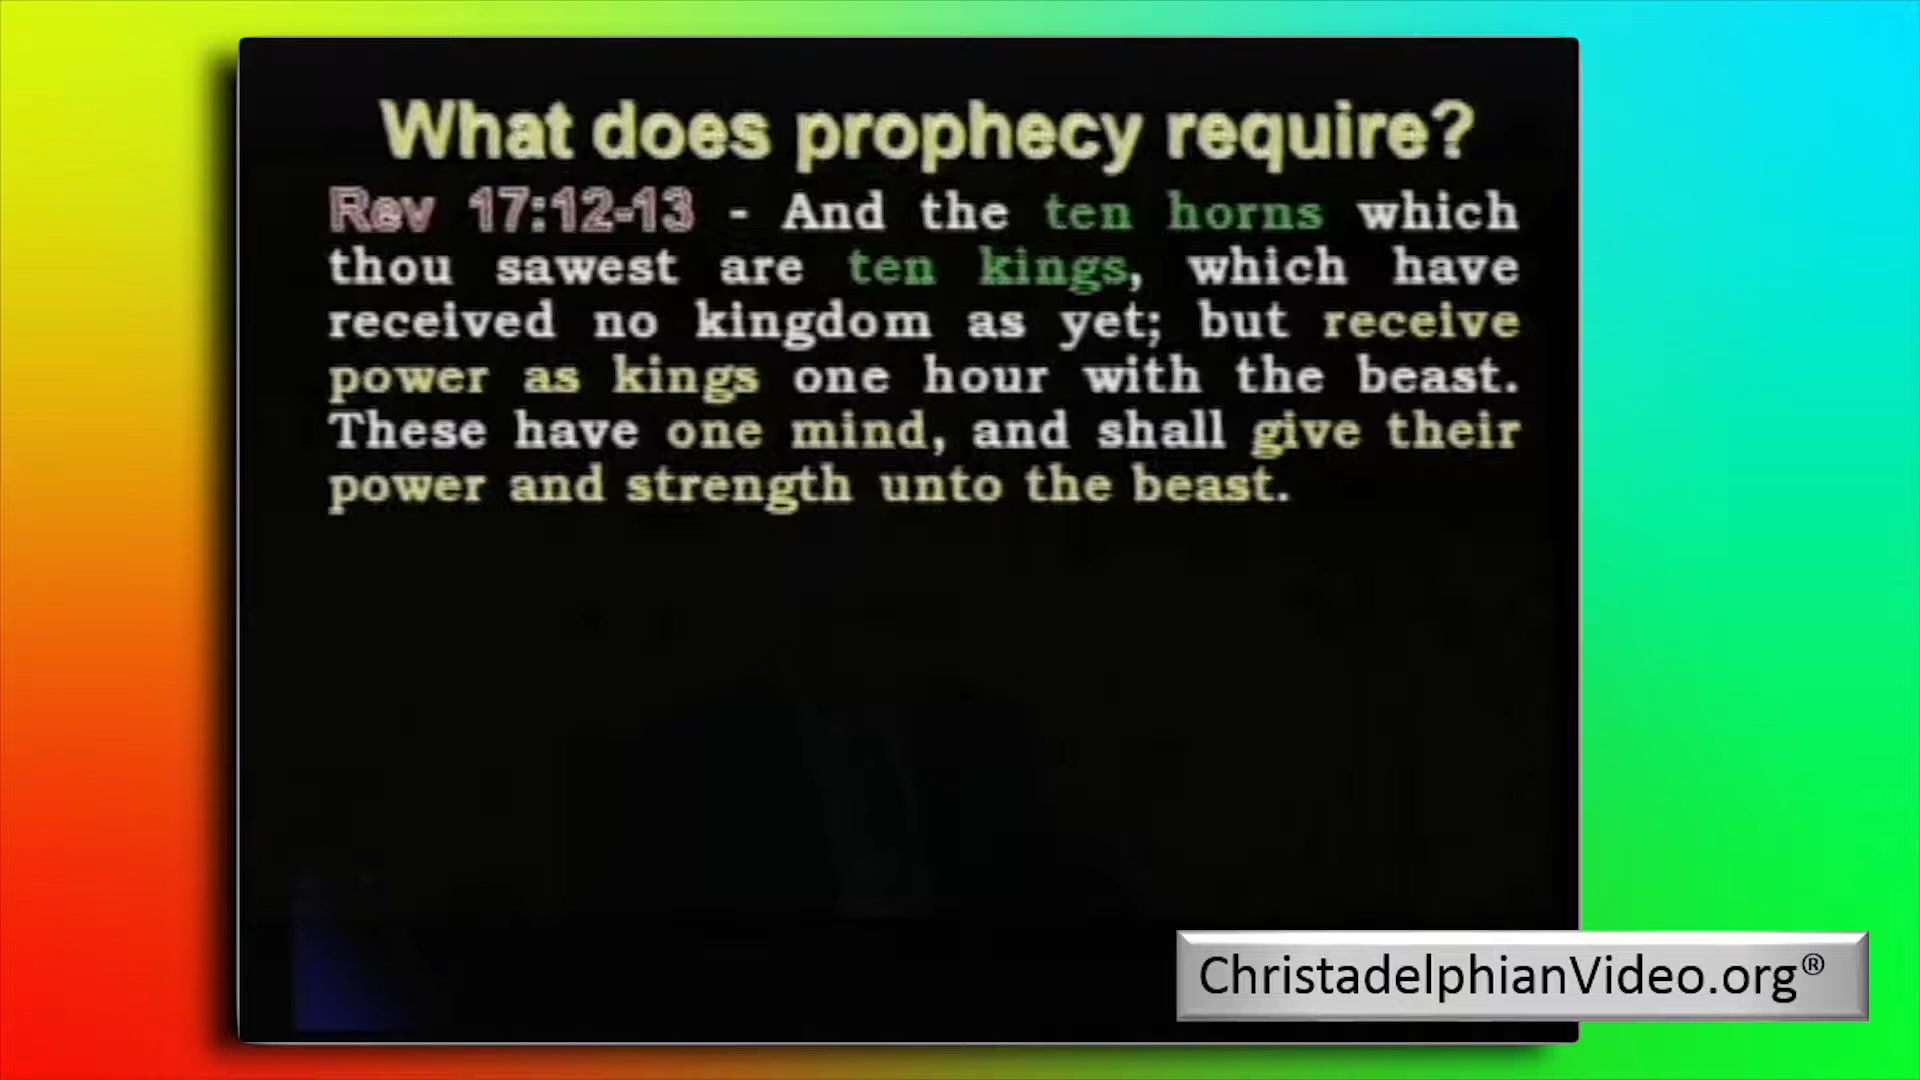 What does prophecy require?
Rev 17:12-13 - And the ten horns which
thou sawest are ten kings, which have
received no kingdom as yet; but receive
power as kings one hour with the beast.
These have one mind, and shall give their
power and strength unto the beast.
ChristadelphianVideo.org®